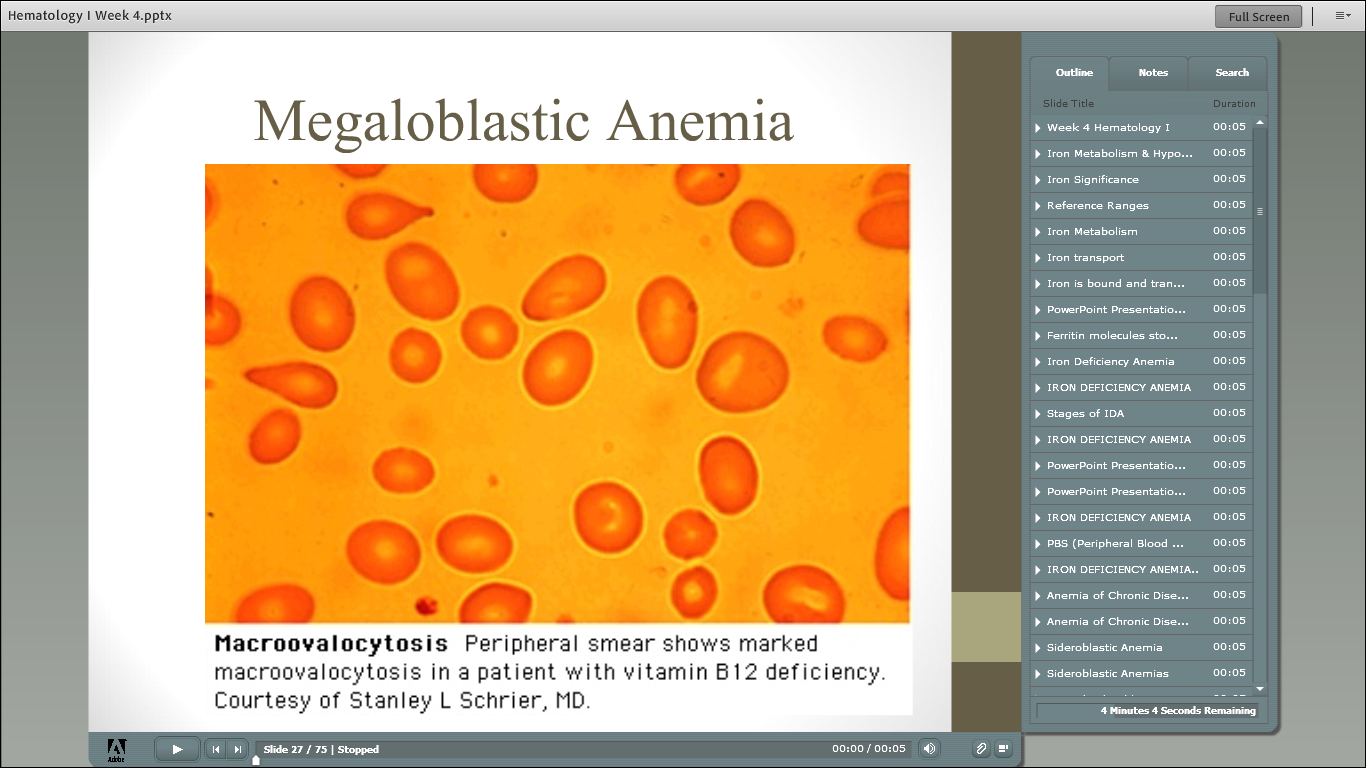 Hematology I Week 4.pptx
Full Screen
Megaloblastic Anemia
Macroovalocytosis Peripheral smear shows marked
macroovalocytosis in a patient with vitamin B12 deficiency.
Courtesy of Stanley L Schrier, MD.
Outline Notes Search
Slide Title Duration
Week 4 Hematology I 00:05
Iron Metabolism & Hypo... 00:05
Iron Significance 00:05
Reference Ranges 00:05
Iron Metabolism 00:05
Iron transport 00:05
Iron is bound and tran... 00:05
PowerPoint Presentatio... 00:05
Ferritin molecules sto... 00:05
Iron Deficiency Anemia 00:05
IRON DEFICIENCY ANEMIA 00:05
Stages of IDA 00:05
IRON DEFICIENCY ANEMIA 00:05
PowerPoint Presentatio... 00:05
PowerPoint Presentatio... 00:05
IRON DEFICIENCY ANEMIA 00:05
PBS (Peripheral Blood ... 00:05
IRON DEFICIENCY ANEMIA.. 00:05
Anemia of Chronic Dise... 00:05
Anemia of Chronic Dise... 00:05
Sideroblastic Anemia 00:05
Sideroblastic Anemias 00:05
4 Minutes 4 Seconds Remaining
Adobe
Slide 27 / 75 | Stopped
00:00 / 00:05